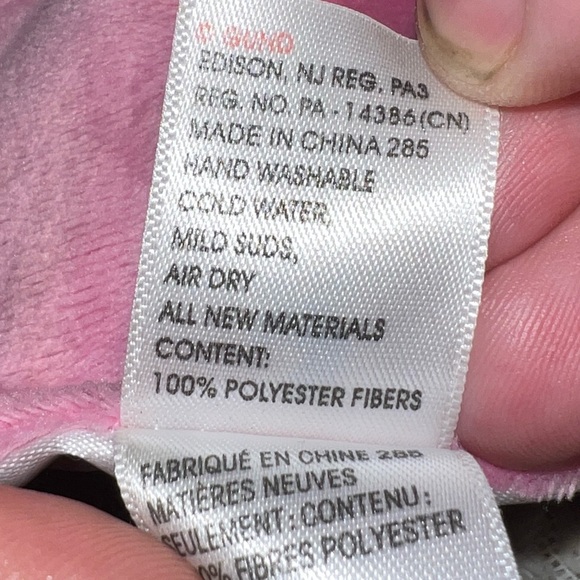 © GUND
EDISON, NJ REG. PA3
REG. NO. PA - 14386(CN)
MADE IN CHINA 285
HAND WASHABLE
COLD WATER,
MILD SUDS,
AIR DRY
ALL NEW MATERIALS
CONTENT:
100% POLYESTER FIBERS
FABRIQUÉ EN CHINE 285
MATIÈRES NEUVES
SEULEMENT: CONTENU:
0% FIBRES POLYESTER